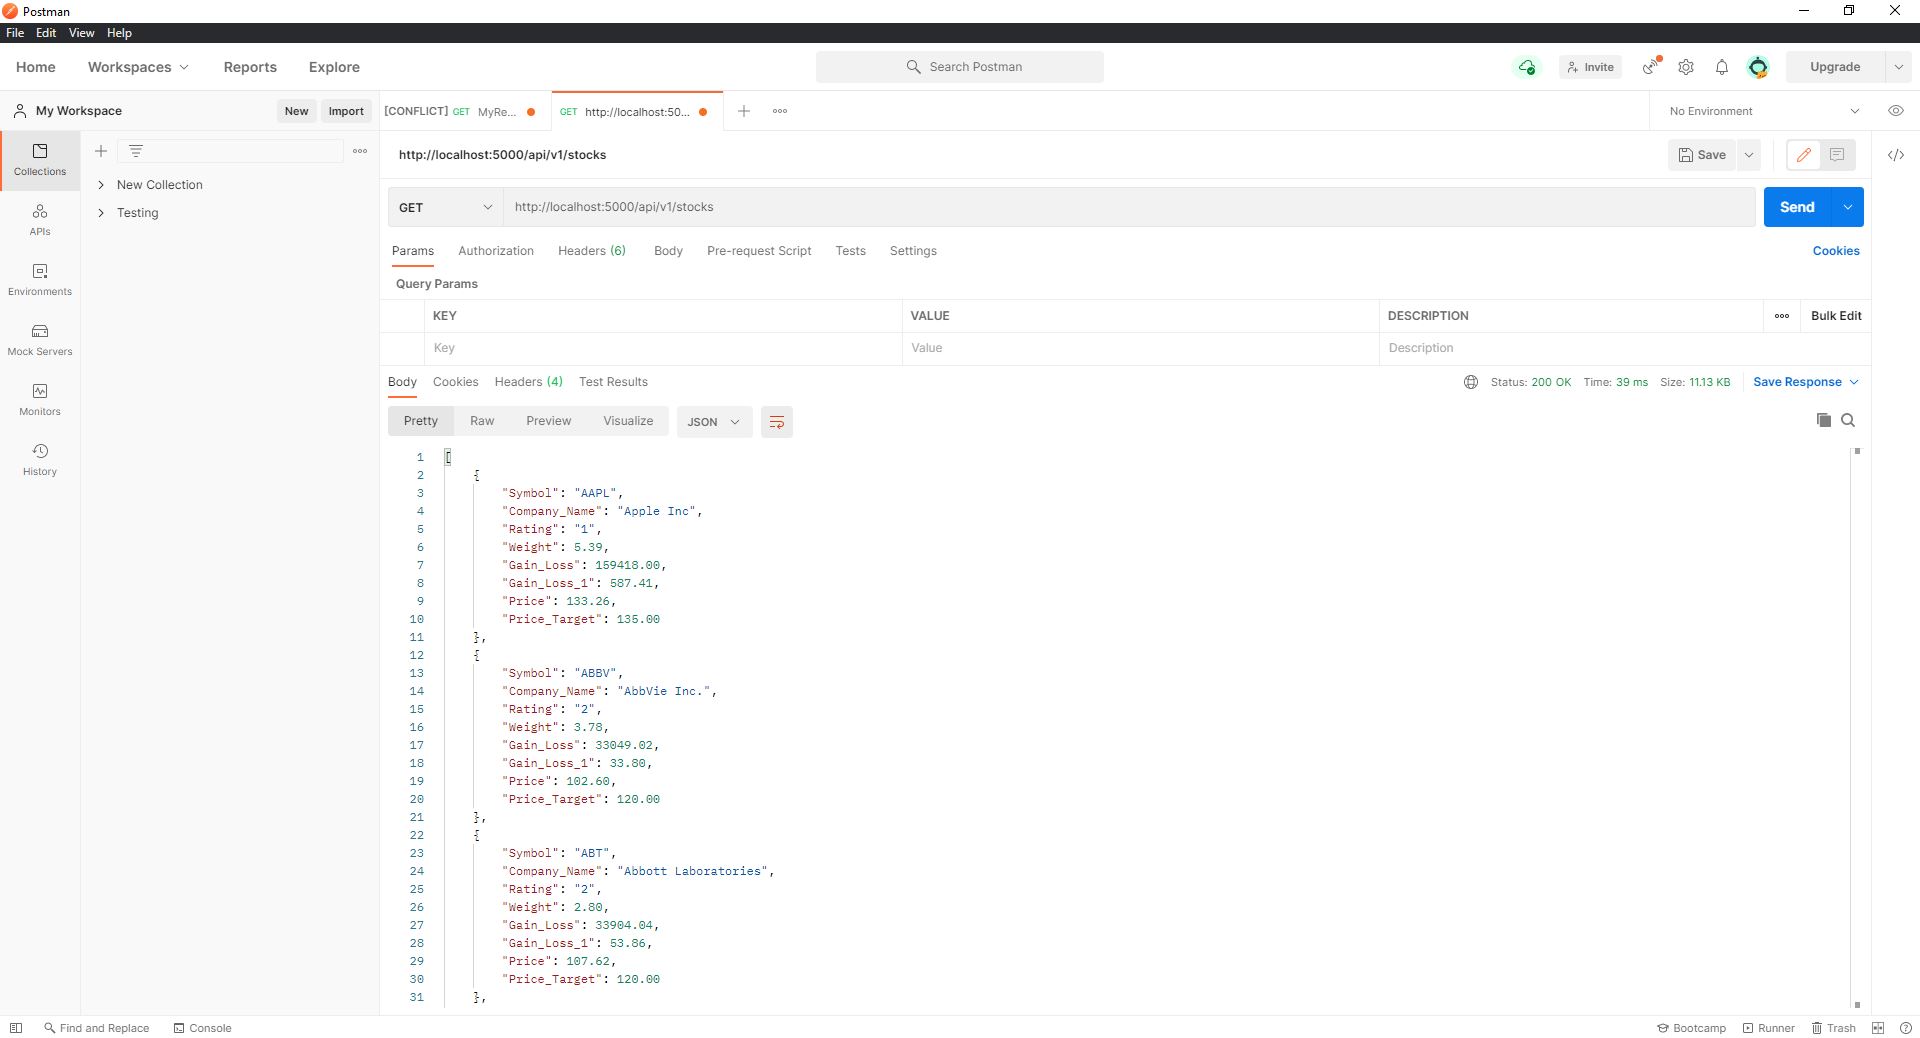 Postman
File Edit View Help
Home Workspaces Reports Explore Search Postman Invite Upgrade
My Workspace New Import [CONFLICT] GET MyRe... GET http://localhost:50... No Environment
Collections
APIs
Environments
Mock Servers
Monitors
History
New Collection
Testing
http://localhost:5000/api/v1/stocks Save
GET http://localhost:5000/api/v1/stocks Send
Params Authorization Headers (6) Body Pre-request Script Tests Settings Cookies
Query Params
KEY VALUE DESCRIPTION Bulk Edit
Key Value Description
Body Cookies Headers (4) Test Results Status: 200 OK Time: 39 ms Size: 11.13 KB Save Response
Pretty Raw Preview Visualize JSON
1 [
2 {
3 "Symbol": "AAPL",
4 "Company_Name": "Apple Inc",
5 "Rating": "1",
6 "Weight": 5.39,
7 "Gain_Loss": 159418.00,
8 "Gain_Loss_1": 587.41,
9 "Price": 133.26,
10 "Price_Target": 135.00
11 },
12 {
13 "Symbol": "ABBV",
14 "Company_Name": "AbbVie Inc.",
15 "Rating": "2",
16 "Weight": 3.78,
17 "Gain_Loss": 33049.02,
18 "Gain_Loss_1": 33.80,
19 "Price": 102.60,
20 "Price_Target": 120.00
21 },
22 {
23 "Symbol": "ABT",
24 "Company_Name": "Abbott Laboratories",
25 "Rating": "2",
26 "Weight": 2.80,
27 "Gain_Loss": 33904.04,
28 "Gain_Loss_1": 53.86,
29 "Price": 107.62,
30 "Price_Target": 120.00
31 },
Find and Replace Console Bootcamp Runner Trash